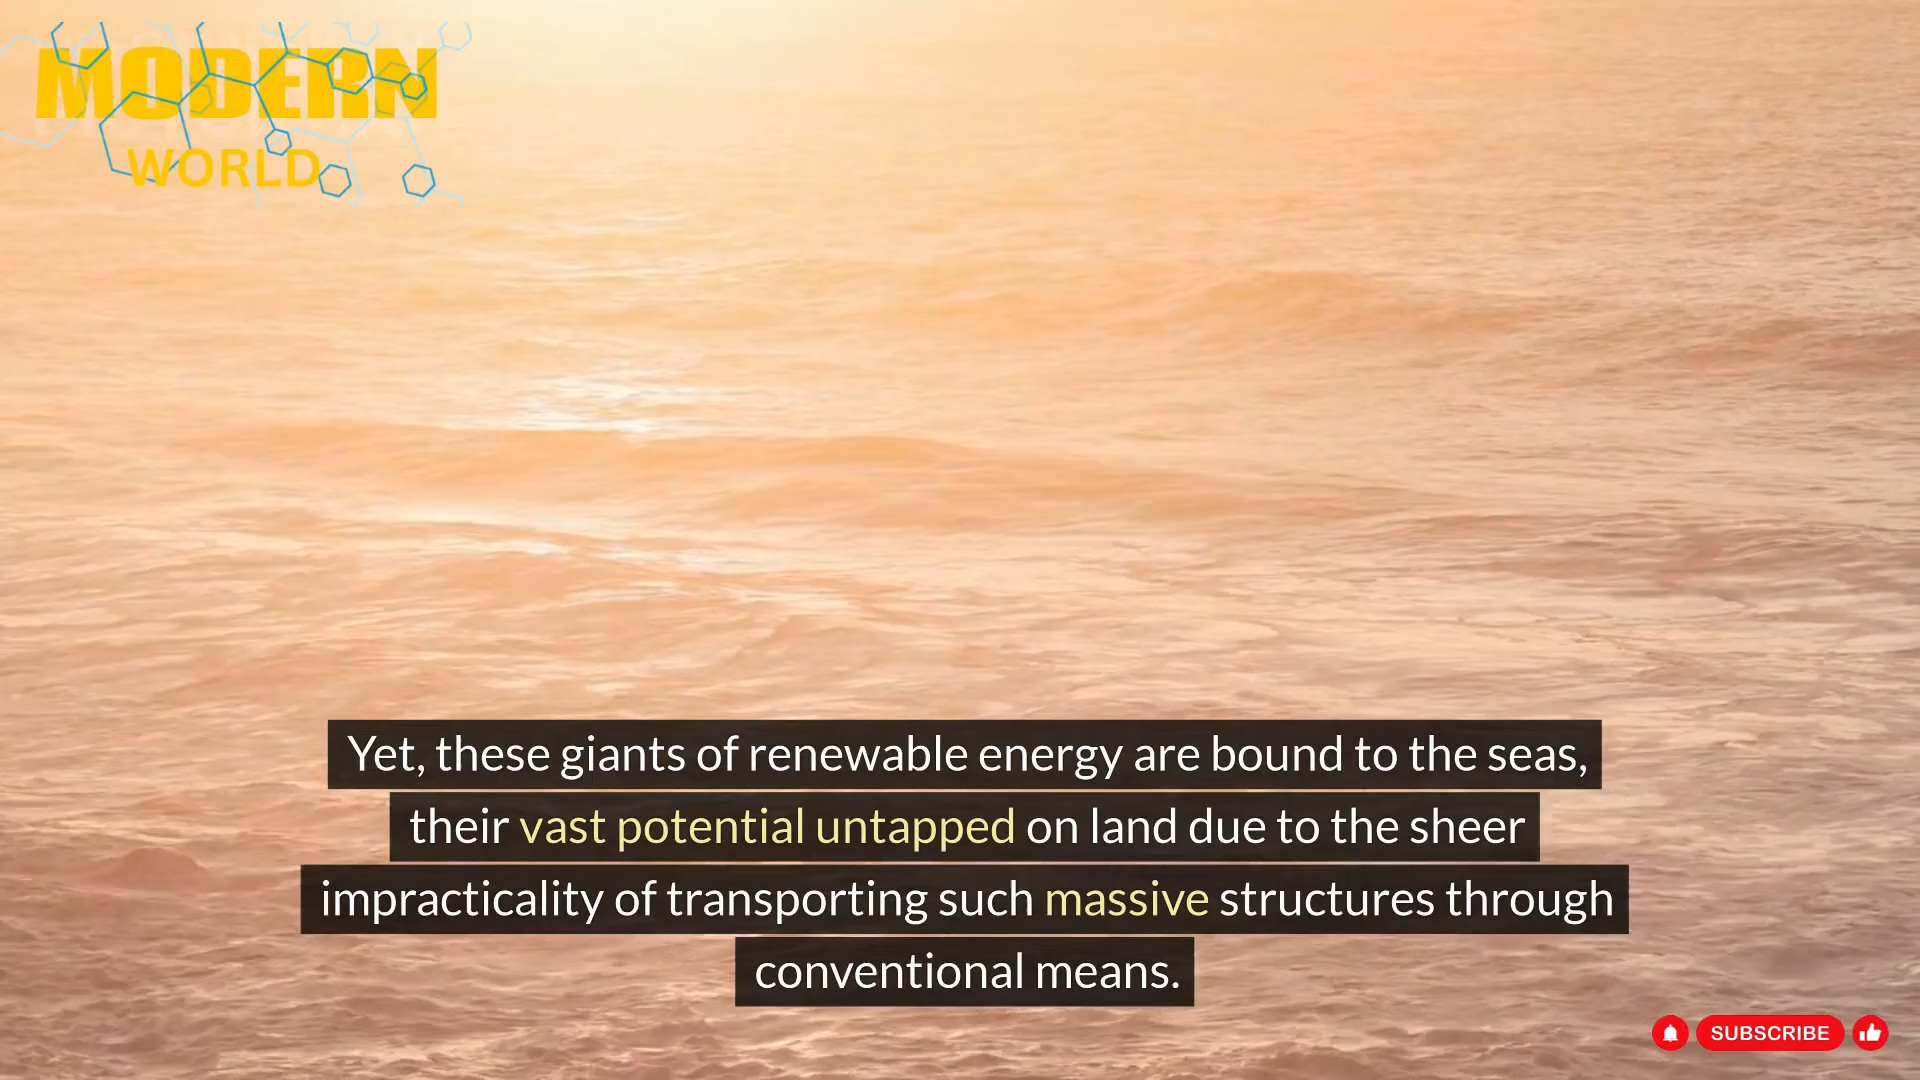 MODERN
WORLD
Yet, these giants of renewable energy are bound to the seas,
their vast potential untapped on land due to the sheer
impracticality of transporting such massive structures through
conventional means.
SUBSCRIBE